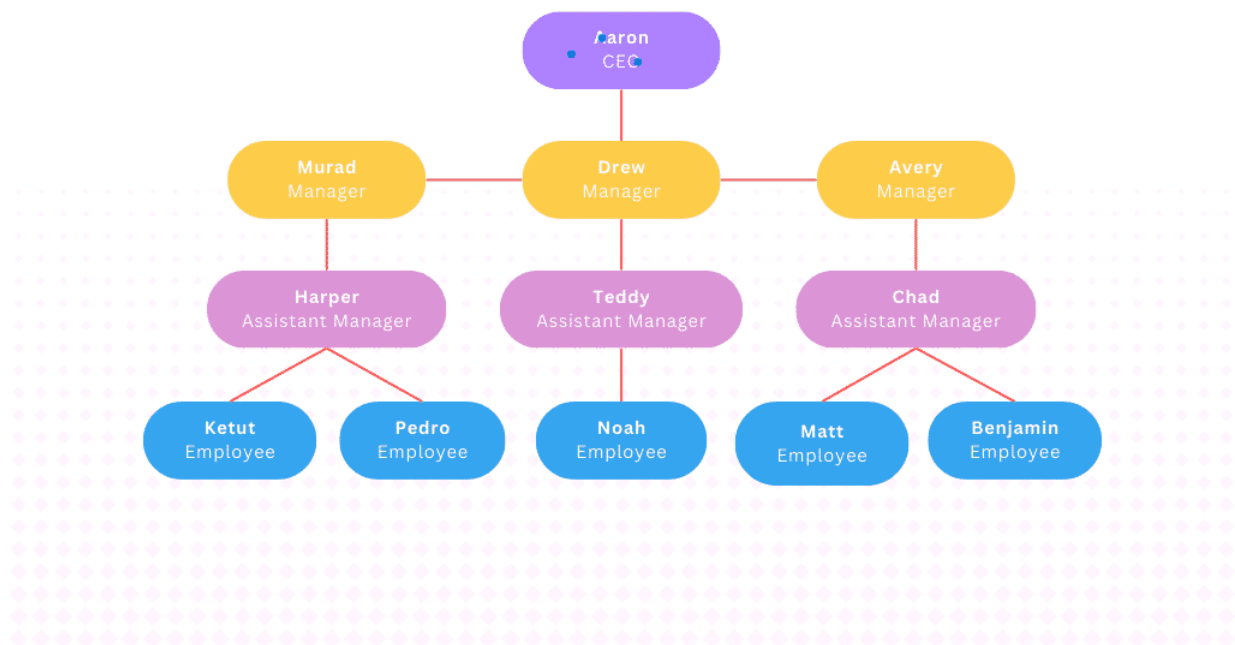 Aaron
CEO
Murad
Manager
Drew
Manager
Avery
Manager
Harper
Assistant Manager
Teddy
Assistant Manager
Chad
Assistant Manager
Ketut
Employee
Pedro
Employee
Noah
Employee
Matt
Employee
Benjamin
Employee